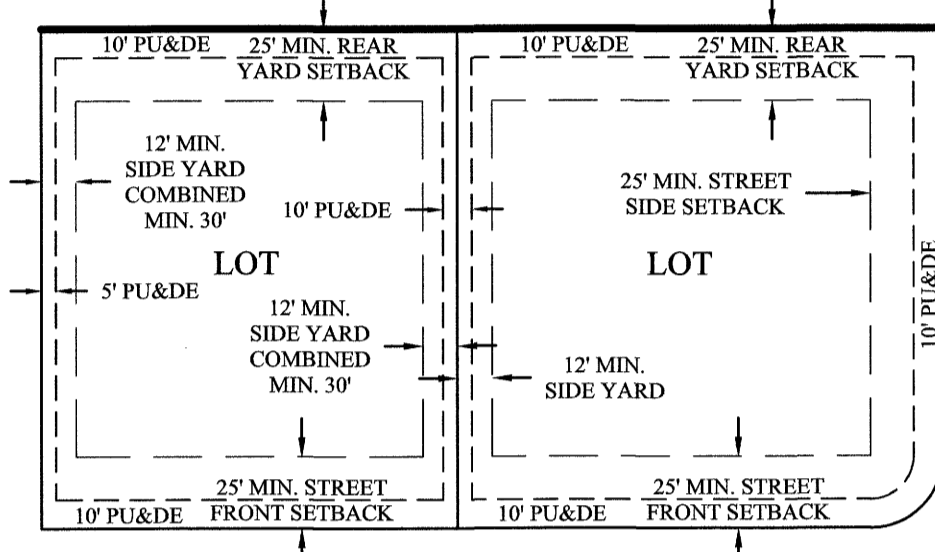 10' PU&DE
25' MIN. REAR
YARD SETBACK
10' PU&DE
25' MIN. REAR
YARD SETBACK
12' MIN.
SIDE YARD
COMBINED
MIN. 30'
10' PU&DE
25' MIN. STREET
SIDE SETBACK
LOT
LOT
10' PU&DE
5' PU&DE
12' MIN.
SIDE YARD
COMBINED
MIN. 30'
12' MIN.
SIDE YARD
25' MIN. STREET
FRONT SETBACK
10' PU&DE
25' MIN. STREET
FRONT SETBACK
10' PU&DE